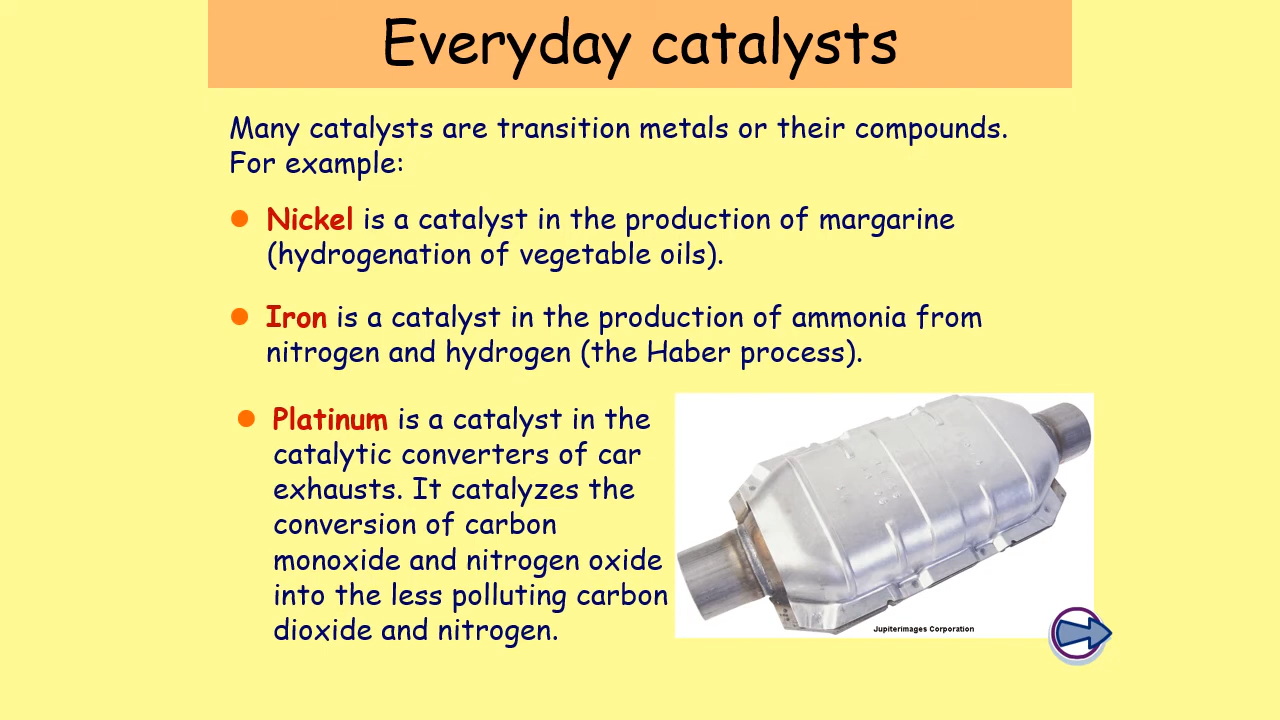 Everyday catalysts
Many catalysts are transition metals or their compounds.
For example:
Nickel is a catalyst in the production of margarine
(hydrogenation of vegetable oils).
Iron is a catalyst in the production of ammonia from
nitrogen and hydrogen (the Haber process).
Platinum is a catalyst in the
catalytic converters of car
exhausts. It catalyzes the
conversion of carbon
monoxide and nitrogen oxide
into the less polluting carbon
dioxide and nitrogen.
Jupiterimages Corporation